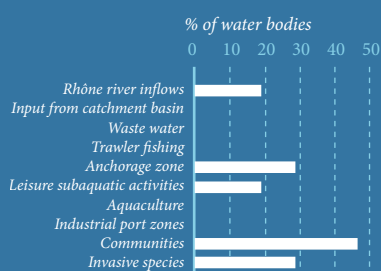 % of water bodies
0 10 20 30 40 50
Rhône river inflows
Input from catchment basin
Waste water
Trawler fishing
Anchorage zone
Leisure subaquatic activities
Aquaculture
Industrial port zones
Communities
Invasive species